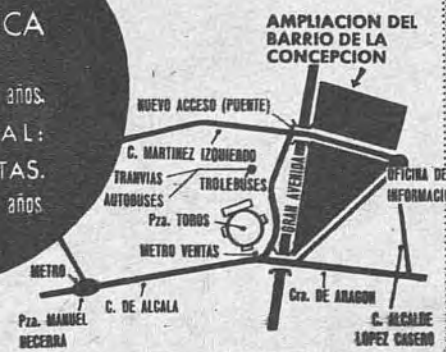 CA
años.
AL:
TAS.
años
AMPLIACION DEL
BARRIO DE LA
CONCEPCION
NUEVO ACCESO (PUENTE)
C. MARTINEZ IZQUIERDO
TRANVIAS
TROLEBUSES
AUTOBUSES
Pza. TOROS
METRO VENTAS
GRAN AVENIDA
OFICINA DE
INFORMACI
METRO
Pza. MANUEL
BECERRA
C. DE ALCALA
Cra. DE ARAGON
C. ALCALDE
LOPEZ CASERO